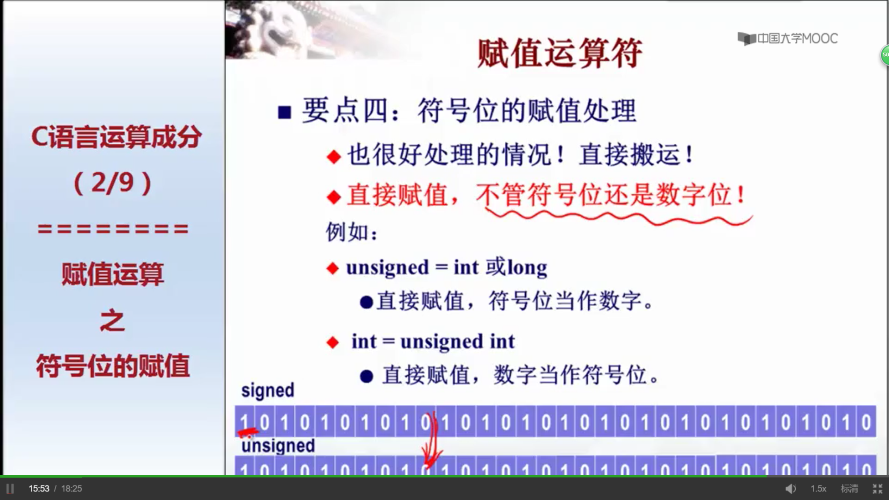 中国大学MOOC
赋值运算符
C语言运算成分
（2/9）
========
赋值运算
之
符号位的赋值
■ 要点四：符号位的赋值处理
◆也很好处理的情况！直接搬运！
◆直接赋值，不管符号位还是数字位！
例如：
◆ unsigned = int 或long
●直接赋值，符号位当作数字。
◆ int = unsigned int
● 直接赋值，数字当作符号位。
signed
1 0 1 0 1 0 1 0 1 0 1 0 1 0 1 0 1 0 1 0 1 0 1 0 1 0 1 0 1 0 1 0
unsigned
1 0 1 0 1 0 1 0 1 0 1 0 1 0 1 0 1 0 1 0 1 0 1 0 1 0 1 0 1 0 1 0
15:53 / 18:25
1.5x
标清